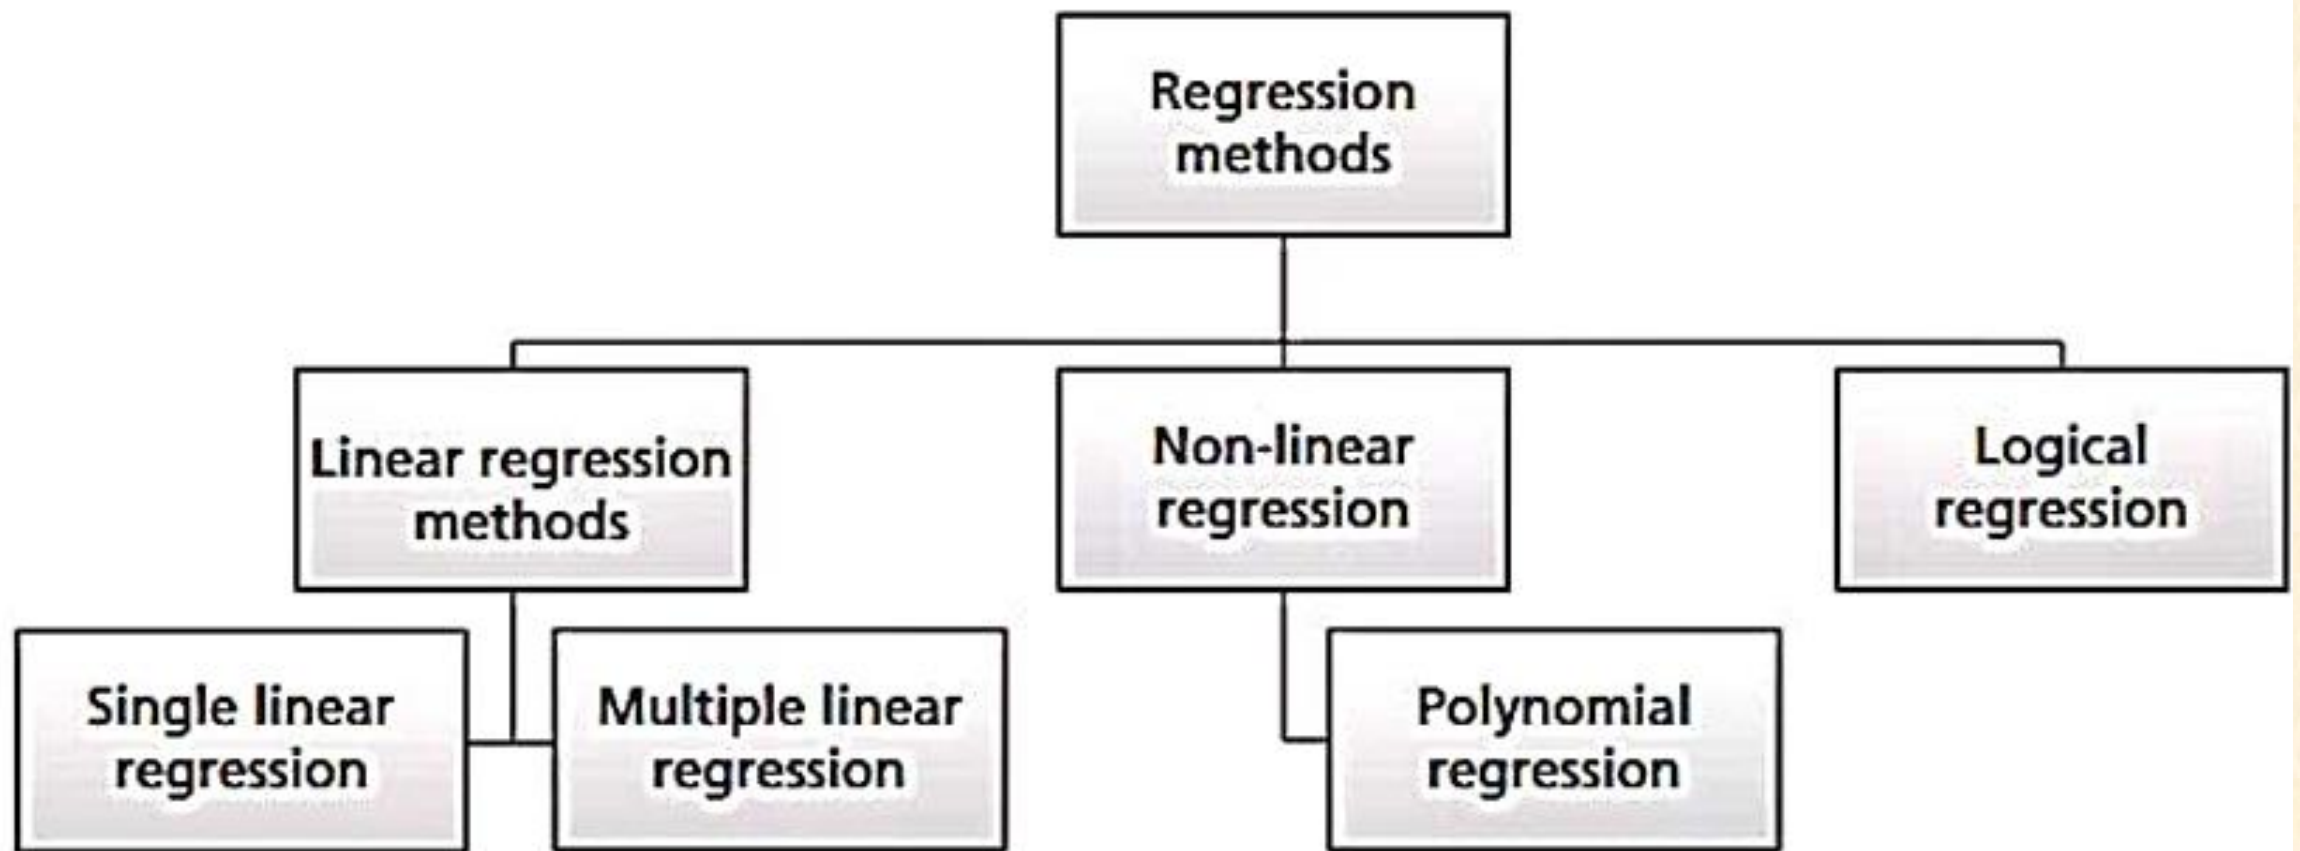 Regression
methods
Linear regression
methods
Non-linear
regression
Logical
regression
Single linear
regression
Multiple linear
regression
Polynomial
regression